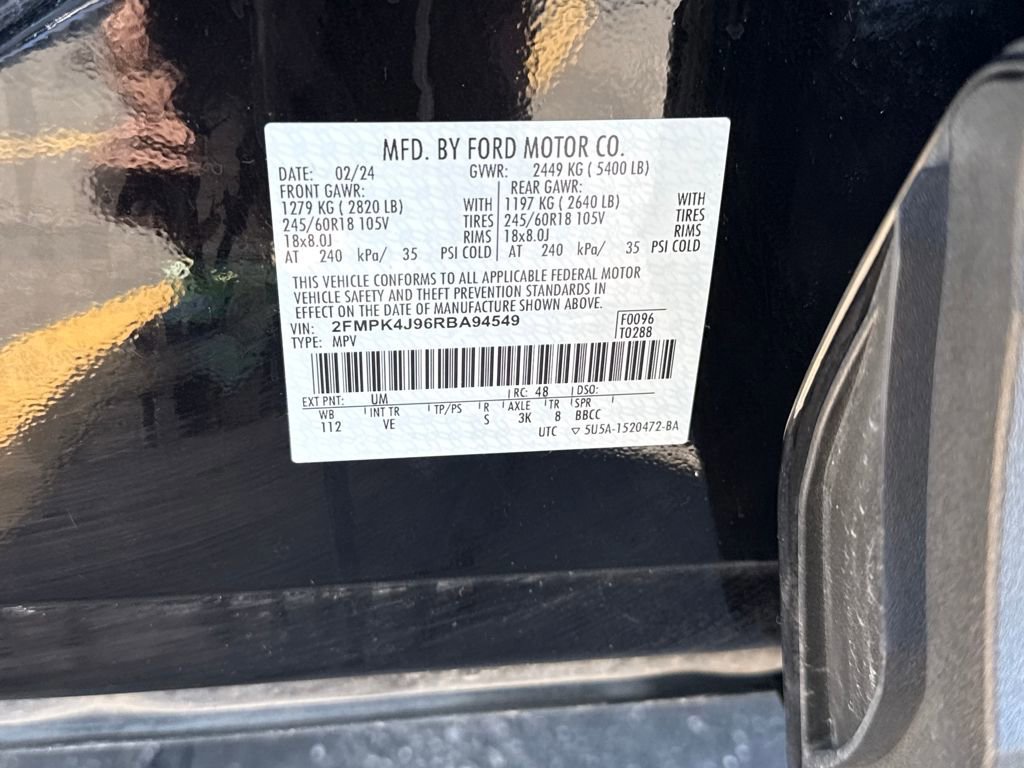 MFD. BY FORD MOTOR CO.
DATE: 02/24 GVWR: 2449 KG ( 5400 LB)
FRONT GAWR: REAR GAWR:
1279 KG ( 2820 LB) WITH 1197 KG ( 2640 LB) WITH
245/60R18 105V TIRES 245/60R18 105V TIRES
18x8.0J RIMS 18x8.0J RIMS
AT 240 kPa/ 35 PSI COLD AT 240 kPa/ 35 PSI COLD
THIS VEHICLE CONFORMS TO ALL APPLICABLE FEDERAL MOTOR
VEHICLE SAFETY AND THEFT PREVENTION STANDARDS IN
EFFECT ON THE DATE OF MANUFACTURE SHOWN ABOVE.
VIN: 2FMPK4J96RBA94549 F0096
TYPE: MPV T0288
EXT PNT: UM RC: 48 DSO:
WB INT TR TP/PS R AXLE TR SPR
112 VE S 3K 8 BBCC
UTC ▽ 5U5A-1520472-BA